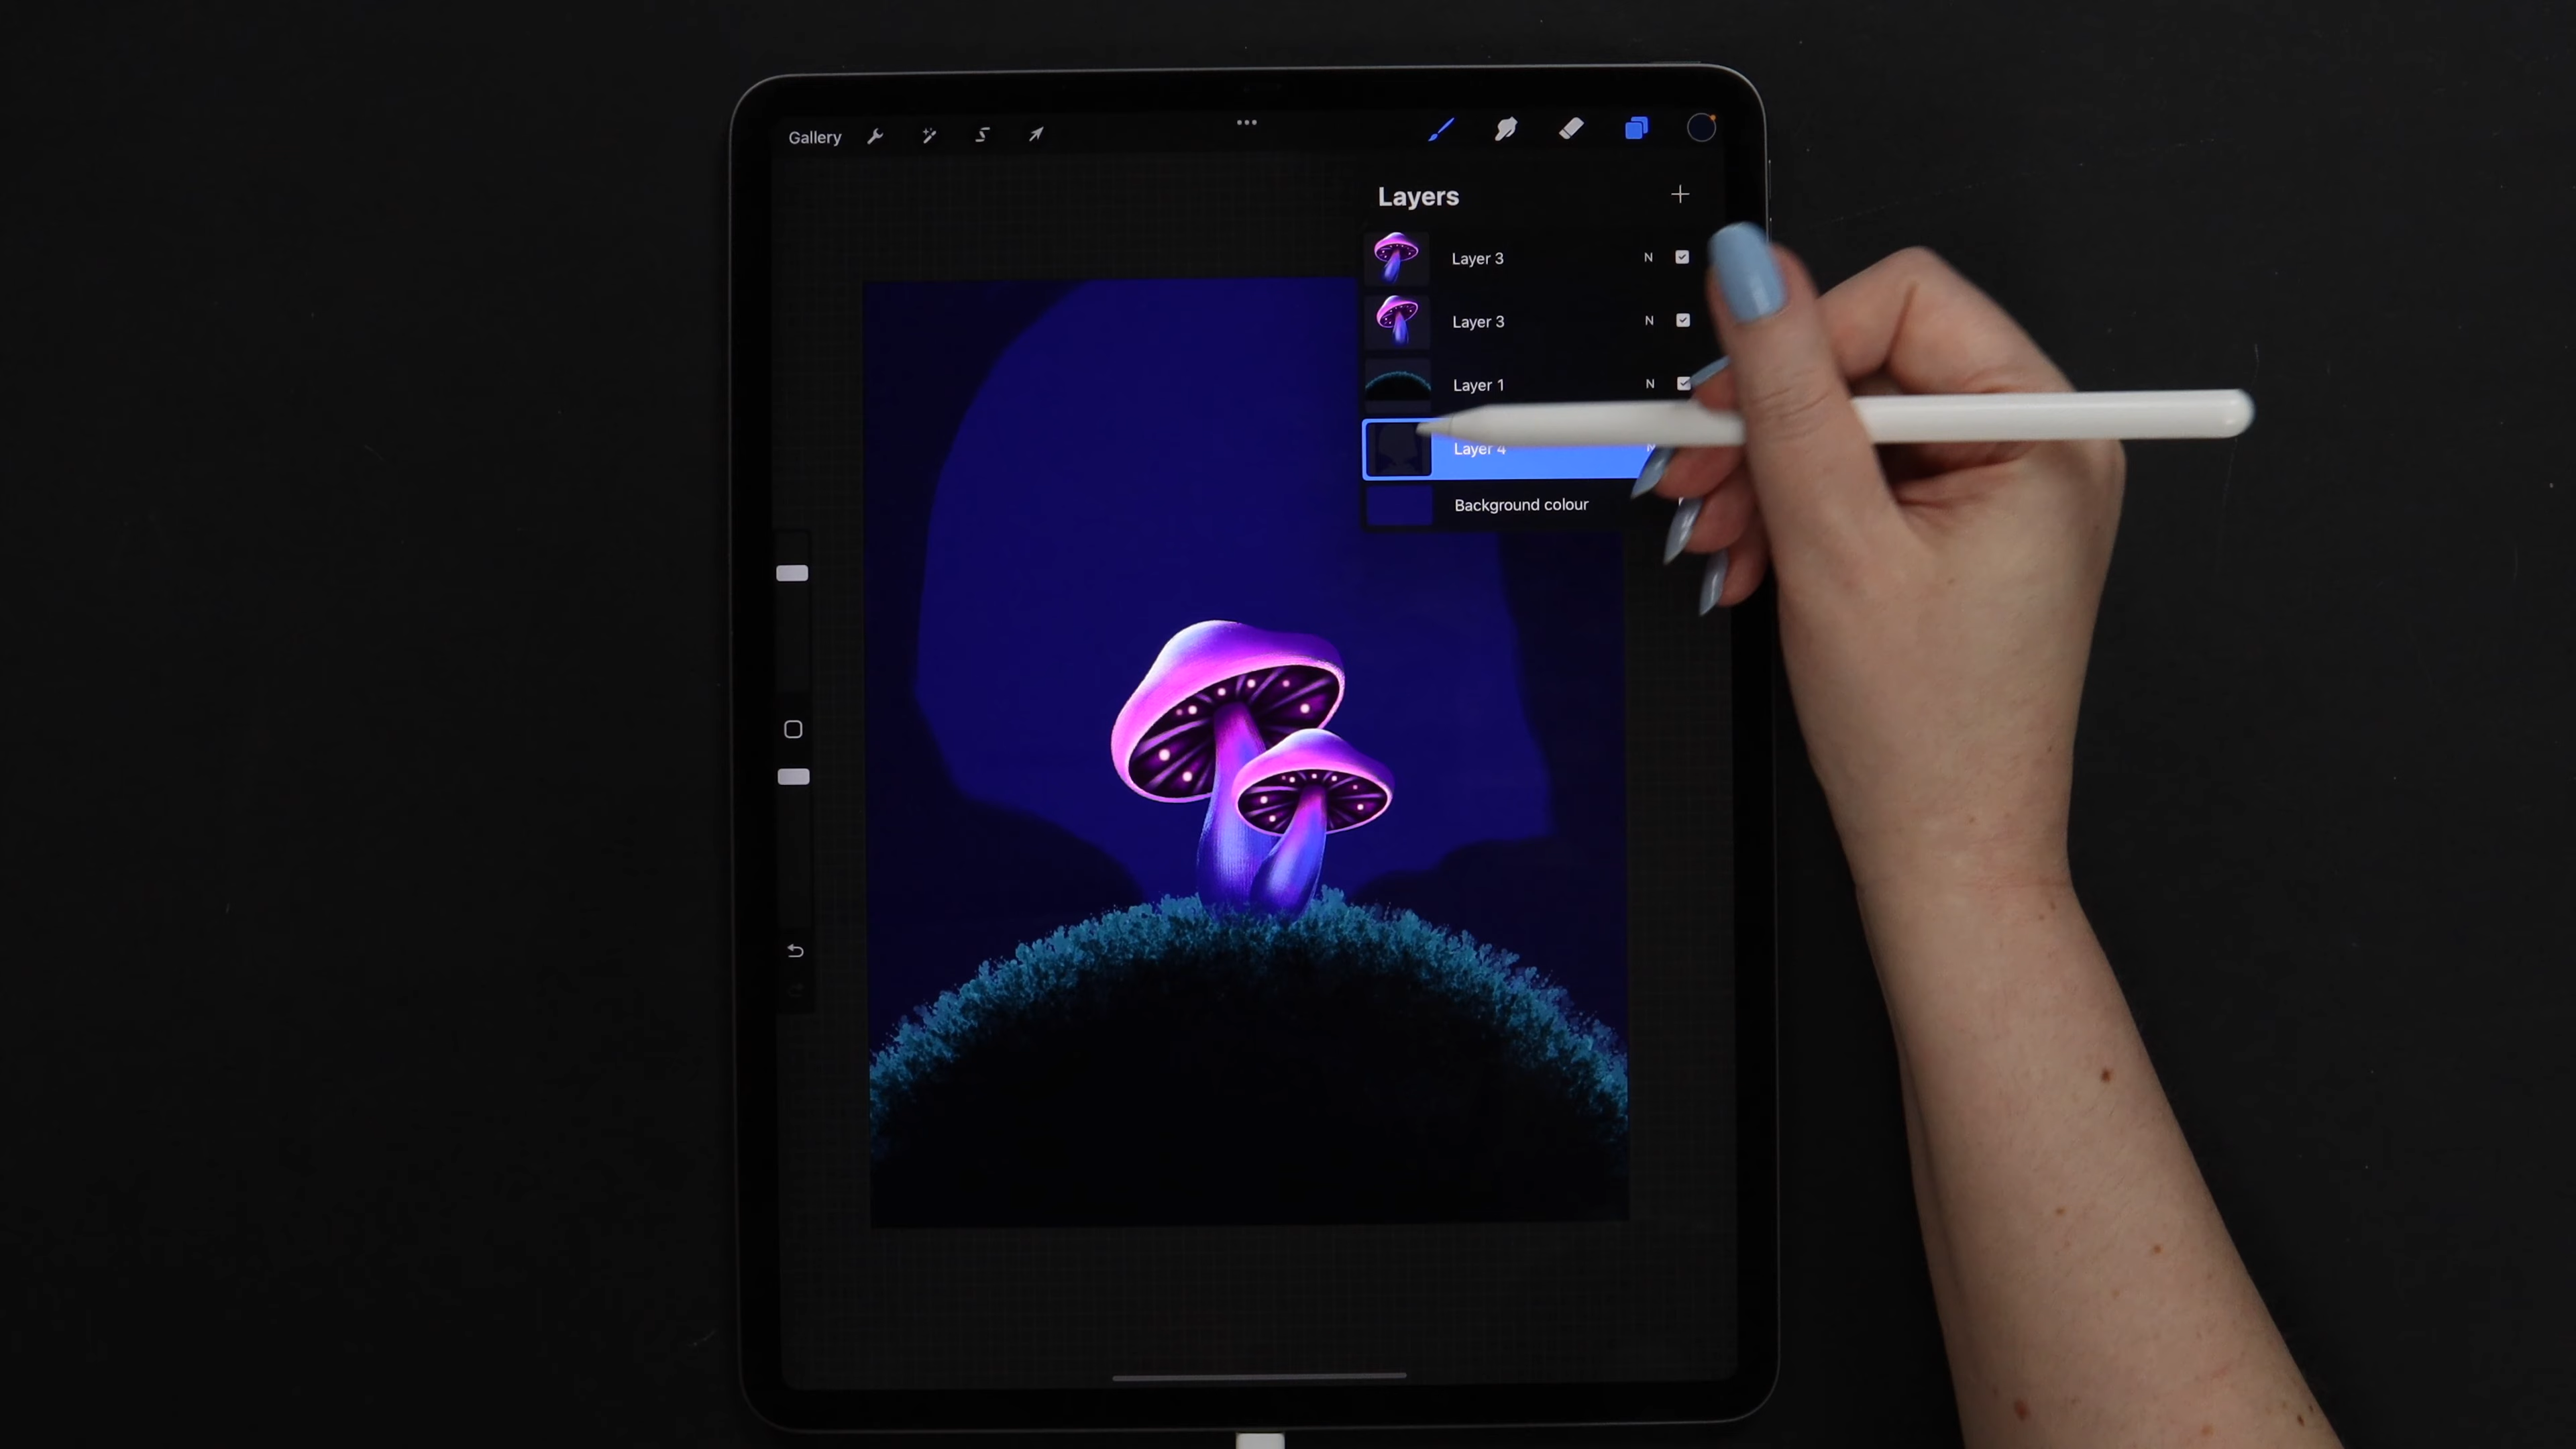 Gallery
Layers
Layer 3 N
Layer 3 N
Layer 1 N
Layer 4 N
Background colour